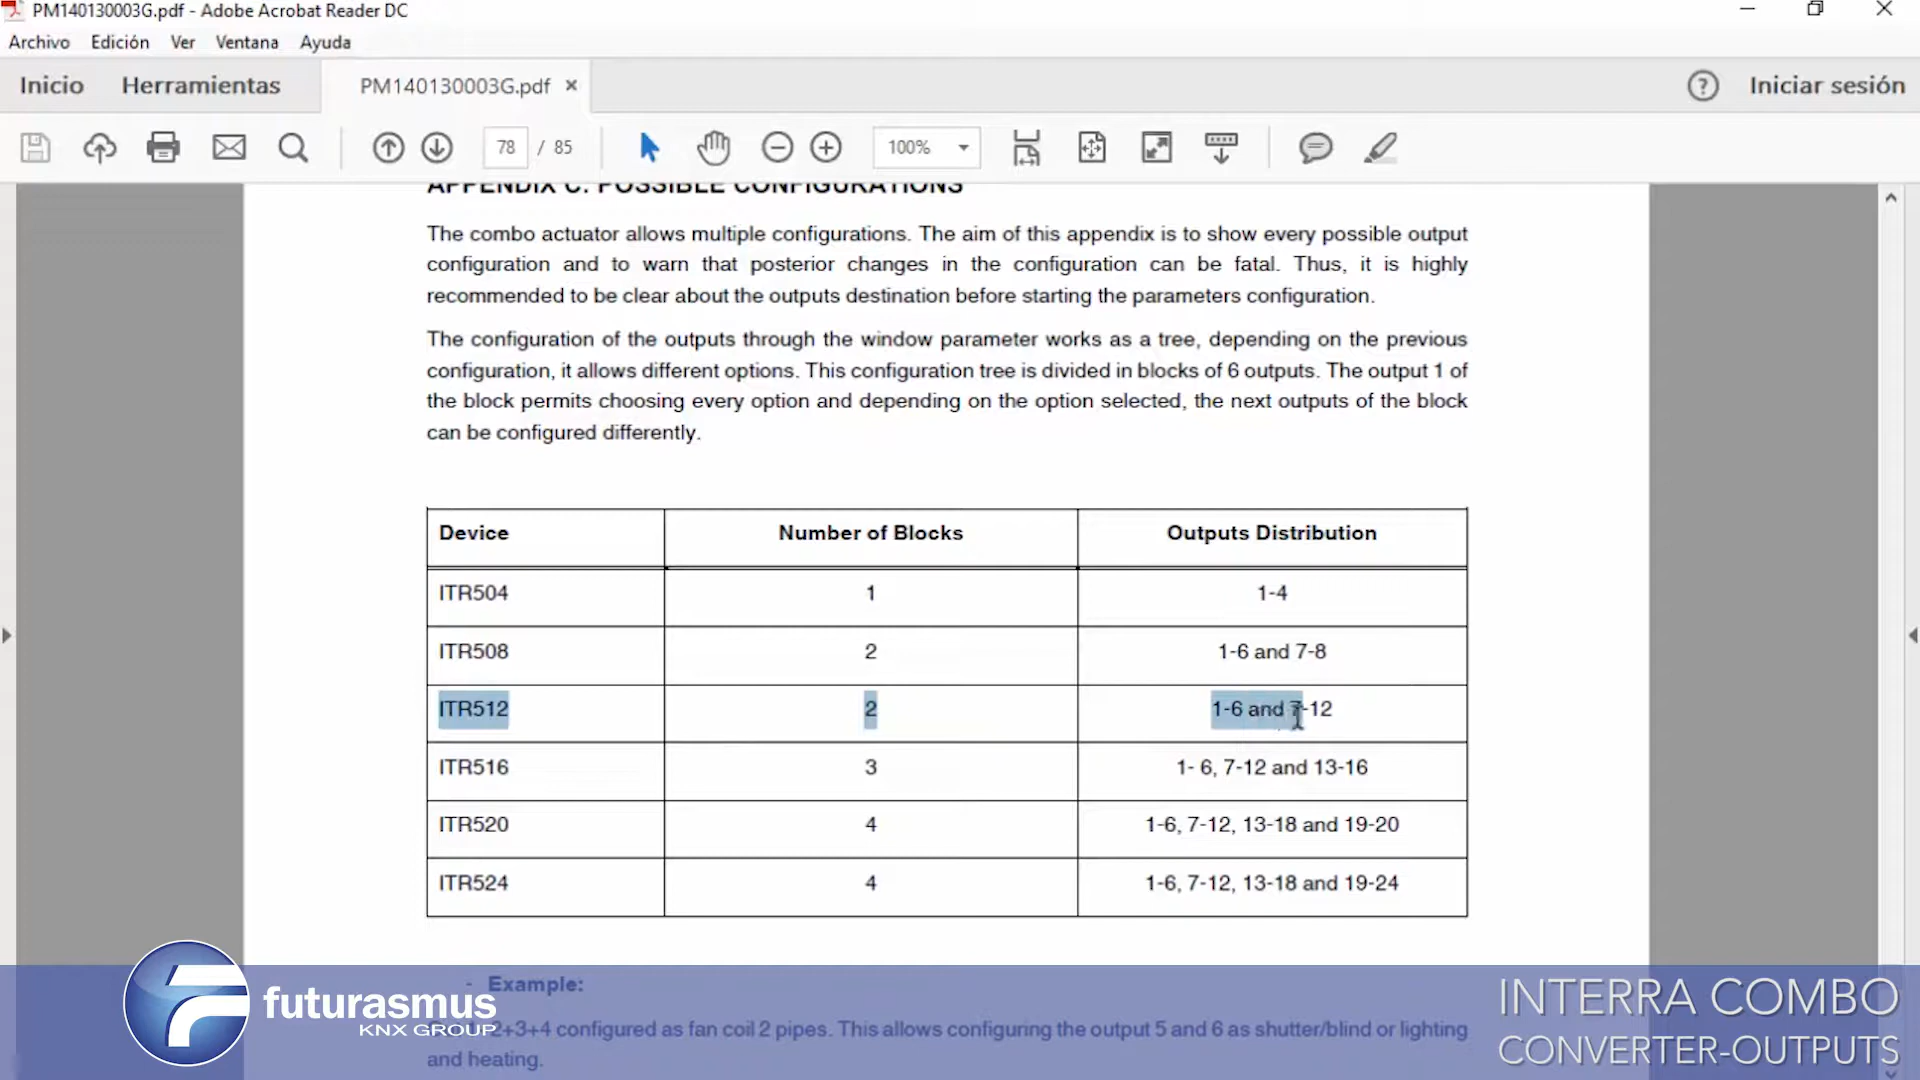 PM140130003G.pdf - Adobe Acrobat Reader DC
Archivo Edición Ver Ventana Ayuda
Inicio Herramientas PM140130003G.pdf × ? Iniciar sesión
78 / 85 100%
APPENDIX C: POSSIBLE CONFIGURATIONS
The combo actuator allows multiple configurations. The aim of this appendix is to show every possible output
configuration and to warn that posterior changes in the configuration can be fatal. Thus, it is highly
recommended to be clear about the outputs destination before starting the parameters configuration.
The configuration of the outputs through the window parameter works as a tree, depending on the previous
configuration, it allows different options. This configuration tree is divided in blocks of 6 outputs. The output 1 of
the block permits choosing every option and depending on the option selected, the next outputs of the block
can be configured differently.
Device Number of Blocks Outputs Distribution
ITR504 1 1-4
ITR508 2 1-6 and 7-8
ITR512 2 1-6 and 7-12
ITR516 3 1- 6, 7-12 and 13-16
ITR520 4 1-6, 7-12, 13-18 and 19-20
ITR524 4 1-6, 7-12, 13-18 and 19-24
- Example:
2+3+4 configured as fan coil 2 pipes. This allows configuring the output 5 and 6 as shutter/blind or lighting
and heating.
futurasmus
KNX GROUP
INTERRA COMBO
CONVERTER-OUTPUTS